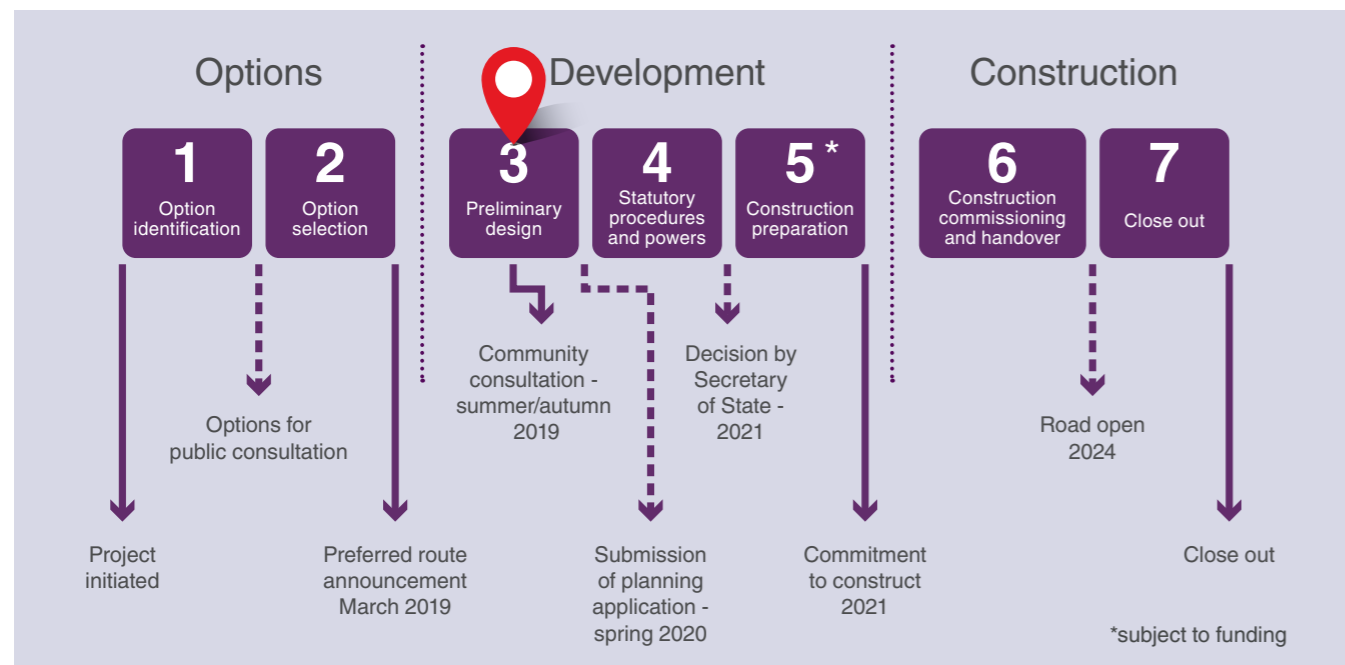 Options
Development
Construction
1
Option
identification
2
Option
selection
3
Preliminary
design
4
Statutory
procedures
and powers
5 *
Construction
preparation
6
Construction
commissioning
and handover
7
Close out
Community
consultation -
summer/autumn
2019
Decision by
Secretary
of State -
2021
Options for
public consultation
Road open
2024
Project
initiated
Preferred route
announcement
March 2019
Submission
of planning
application -
spring 2020
Commitment
to construct
2021
Close out
*subject to funding